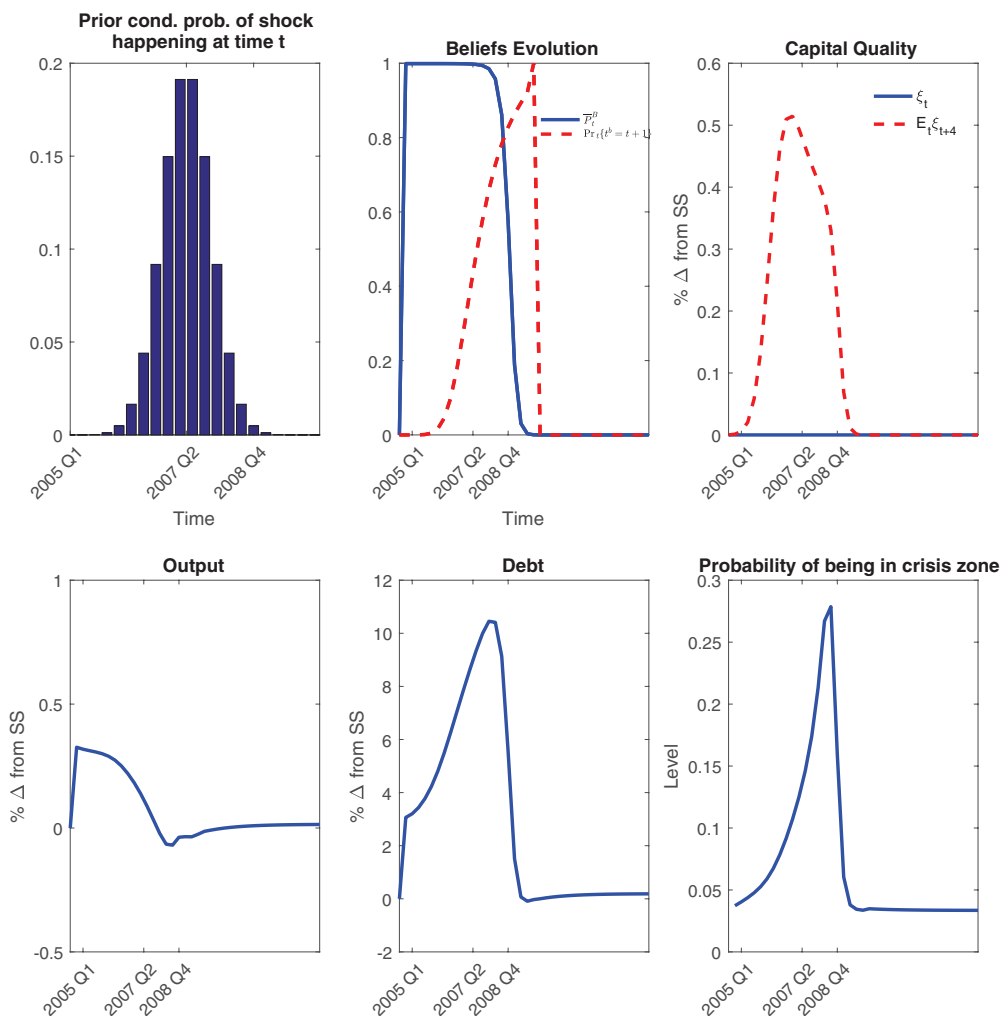 Prior cond. prob. of shock
happening at time t
0.2
0.15
0.1
0.05
0
2005 Q1
2007 Q2
2008 Q4
Time
Beliefs Evolution
1
0.8
0.6
0.4
0.2
0
P̅ₜᴮ
Pr ₜ{tᵇ = t + 1}
2005 Q1
2007 Q2
2008 Q4
Time
Capital Quality
% Δ from SS
0.6
0.5
0.4
0.3
0.2
0.1
0
ξₜ
Eₜξₜ₊₄
2005 Q1
2007 Q2
2008 Q4
Output
% Δ from SS
1
0.5
0
-0.5
2005 Q1
2007 Q2
2008 Q4
Debt
% Δ from SS
12
10
8
6
4
2
0
-2
2005 Q1
2007 Q2
2008 Q4
Probability of being in crisis zone
Level
0.3
0.25
0.2
0.15
0.1
0.05
0
2005 Q1
2007 Q2
2008 Q4